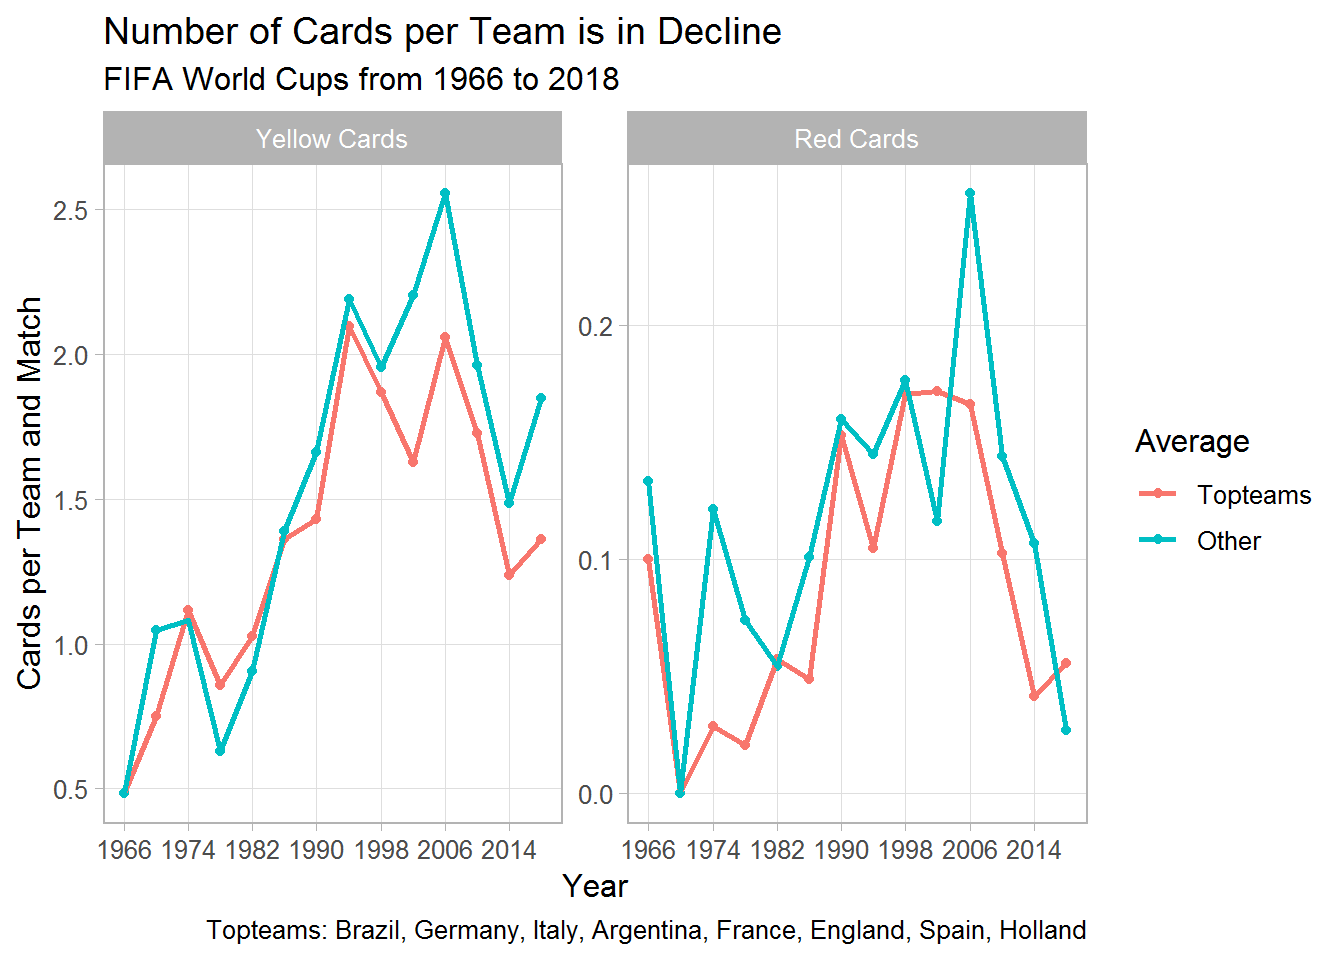 Number of Cards per Team is in Decline
FIFA World Cups from 1966 to 2018
Yellow Cards
Red Cards
Cards per Team and Match
2.5
2.0
1.5
1.0
0.5
0.2
0.1
0.0
1966 1974 1982 1990 1998 2006 2014
1966 1974 1982 1990 1998 2006 2014
Year
Average
Topteams
Other
Topteams: Brazil, Germany, Italy, Argentina, France, England, Spain, Holland